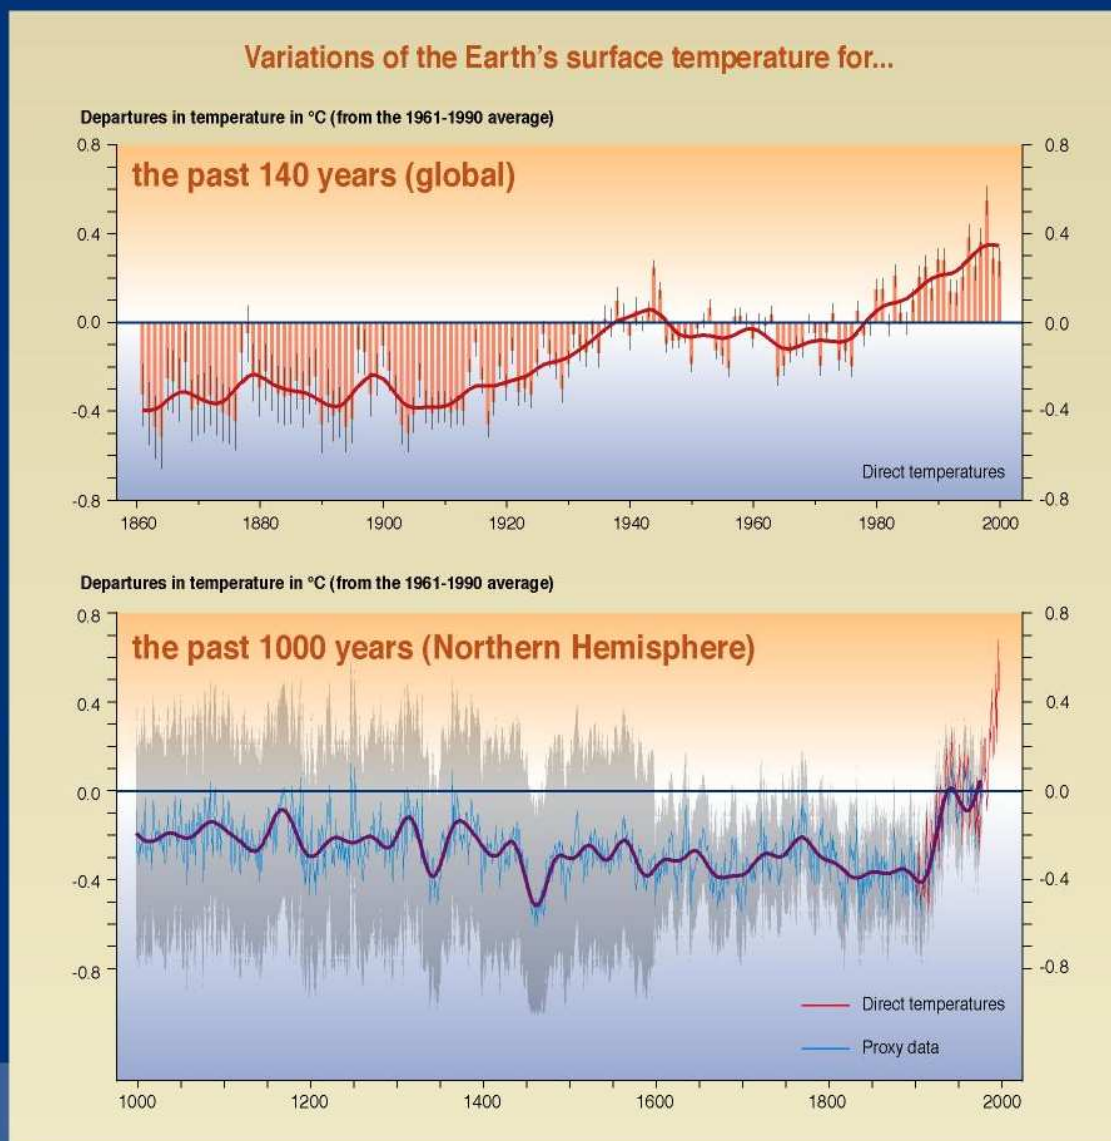 Variations of the Earth's surface temperature for...
Departures in temperature in °C (from the 1961-1990 average)
the past 140 years (global)
0.8 0.8
0.4 0.4
0.0 0.0
-0.4 -0.4
-0.8 -0.8
Direct temperatures
1860 1880 1900 1920 1940 1960 1980 2000
Departures in temperature in °C (from the 1961-1990 average)
the past 1000 years (Northern Hemisphere)
0.8 0.8
0.4 0.4
0.0 0.0
-0.4 -0.4
-0.8 -0.8
Direct temperatures
Proxy data
1000 1200 1400 1600 1800 2000